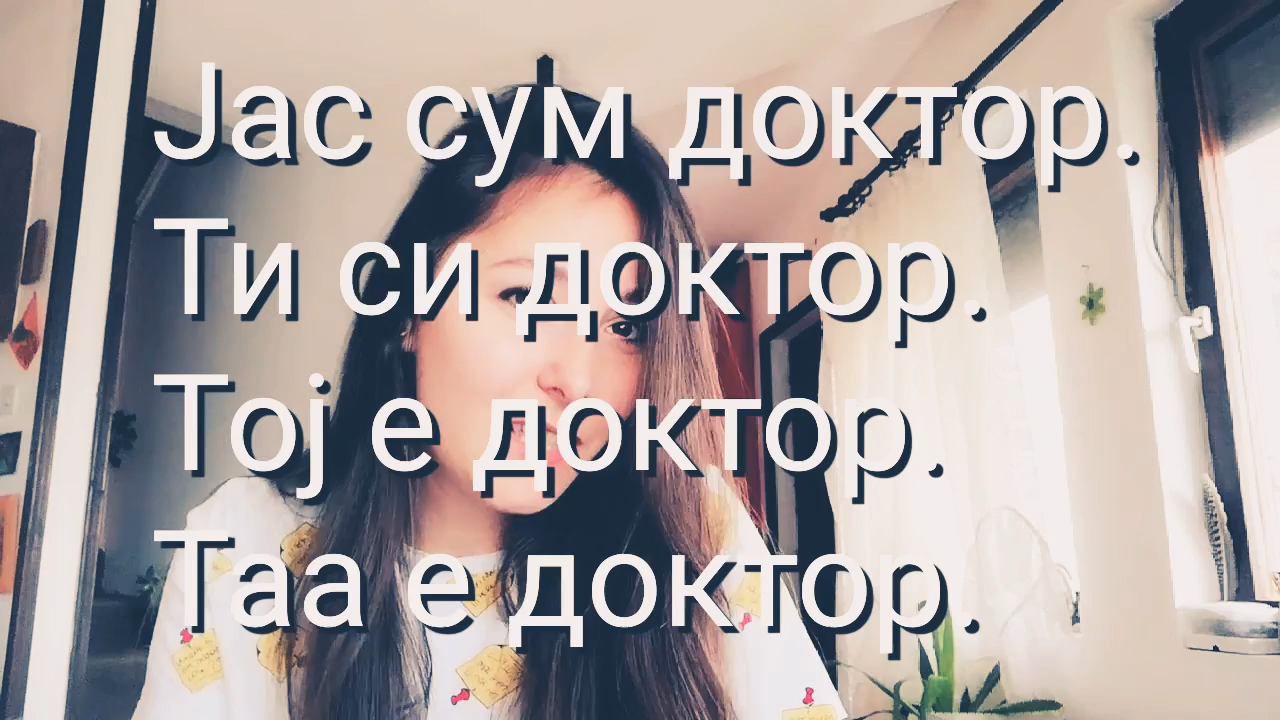 Јас сум доктор.
Ти си доктор.
Тој е доктор.
Таа е доктор.